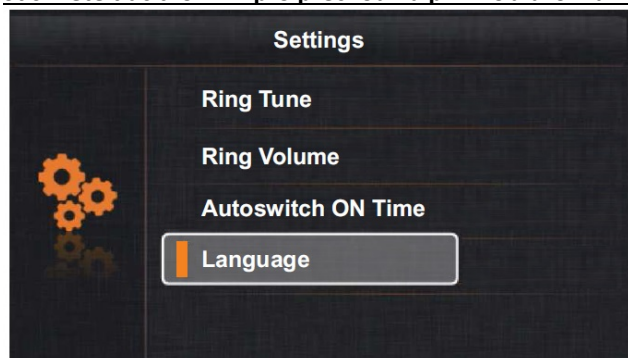 Settings
Ring Tune
Ring Volume
Autoswitch ON Time
Language